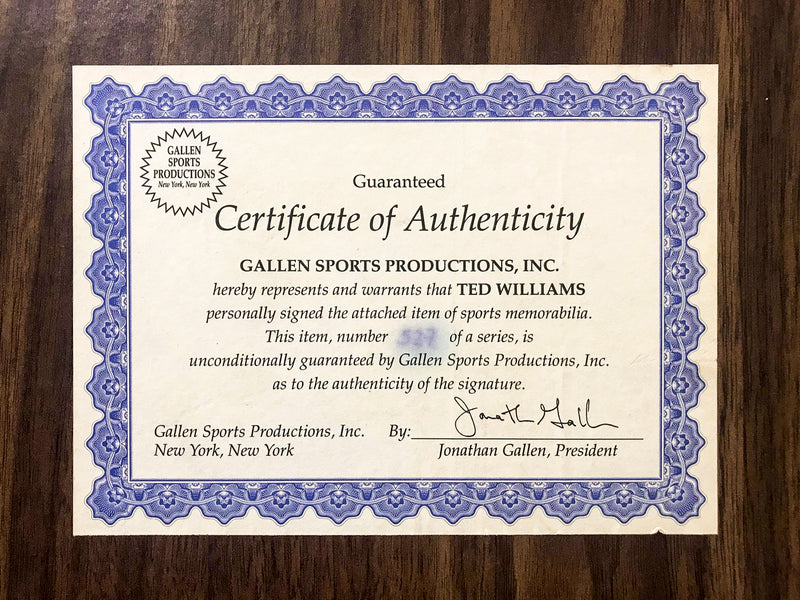 GALLEN
SPORTS
PRODUCTIONS
New York, New York
Guaranteed
Certificate of Authenticity
GALLEN SPORTS PRODUCTIONS, INC.
hereby represents and warrants that TED WILLIAMS
personally signed the attached item of sports memorabilia.
This item, number of a series, is
unconditionally guaranteed by Gallen Sports Productions, Inc.
as to the authenticity of the signature.
Jonathan Gallen
Gallen Sports Productions, Inc. By:
New York, New York Jonathan Gallen, President